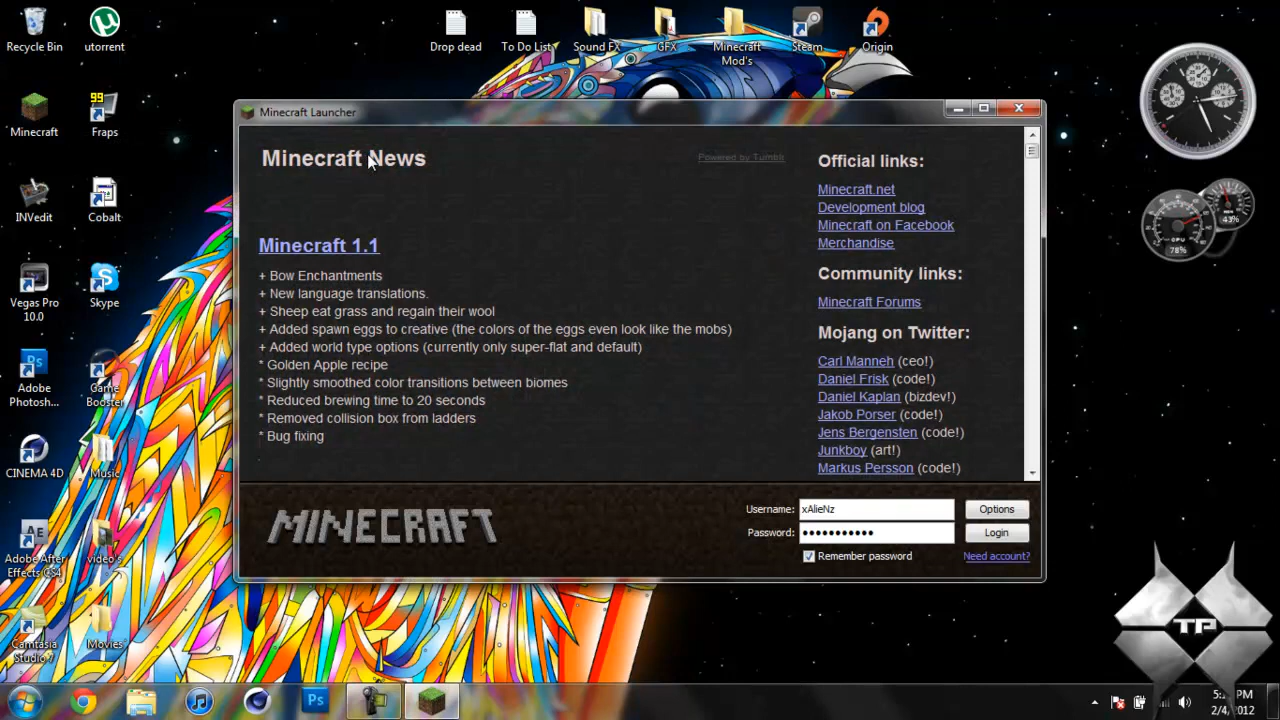 Recycle Bin
utorrent
Drop dead
To Do List
Sound FX
GFX
Minecraft Mod's
Steam
Origin
Minecraft
99
Fraps
INVedit
Cobalt
Vegas Pro 10.0
Skype
Ps
Adobe Photosh...
Game Booster
CINEMA 4D
Music
Ae
Adobe After Effects CS4
video's
Camtasia Studio 7
Movies
Minecraft Launcher
Minecraft News
Powered by Tumblr
Minecraft 1.1
+ Bow Enchantments
+ New language translations.
+ Sheep eat grass and regain their wool
+ Added spawn eggs to creative (the colors of the eggs even look like the mobs)
+ Added world type options (currently only super-flat and default)
* Golden Apple recipe
* Slightly smoothed color transitions between biomes
* Reduced brewing time to 20 seconds
* Removed collision box from ladders
* Bug fixing
Official links:
Minecraft.net
Development blog
Minecraft on Facebook
Merchandise
Community links:
Minecraft Forums
Mojang on Twitter:
Carl Manneh (ceo!)
Daniel Frisk (code!)
Daniel Kaplan (bizdev!)
Jakob Porser (code!)
Jens Bergensten (code!)
Junkboy (art!)
Markus Persson (code!)
MINECRAFT
Username: xAlieNz
Options
Password: •••••••••••
Login
Remember password
Need account?
43%
CPU
78%
TP
Ps
PM
2/4/2012